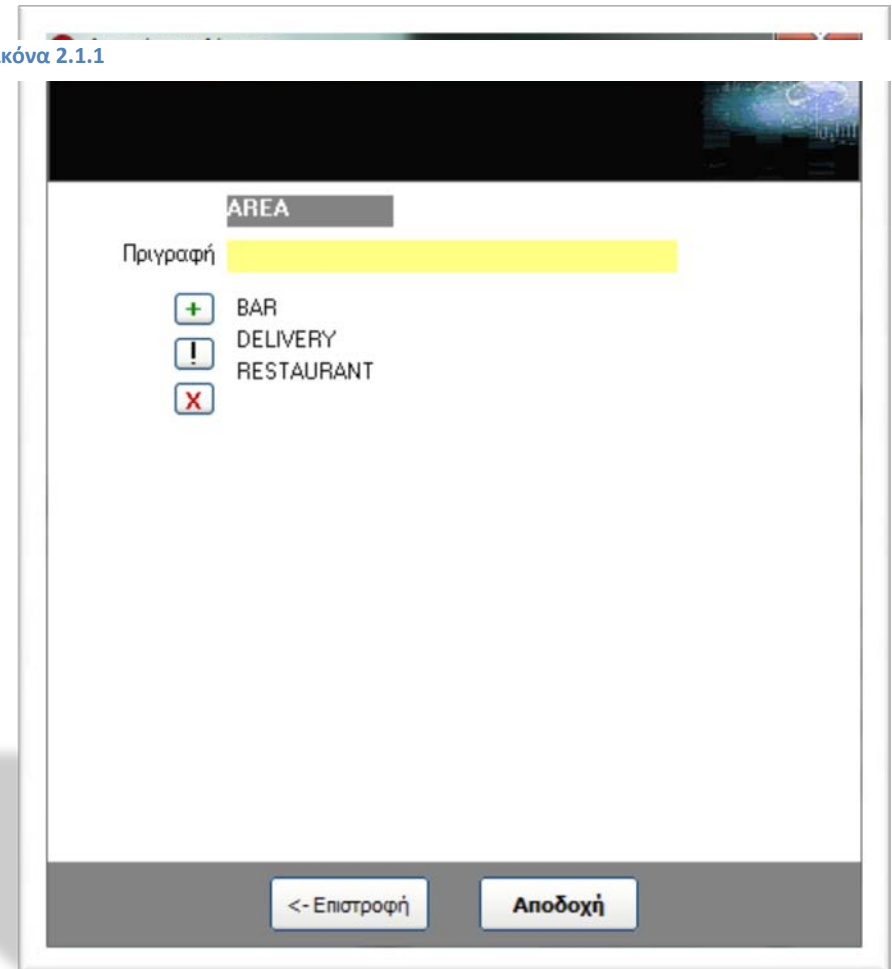 κόνα 2.1.1
AREA
Πριγραφή
+ BAR
! DELIVERY
RESTAURANT
X
<- Επιστροφή Αποδοχή